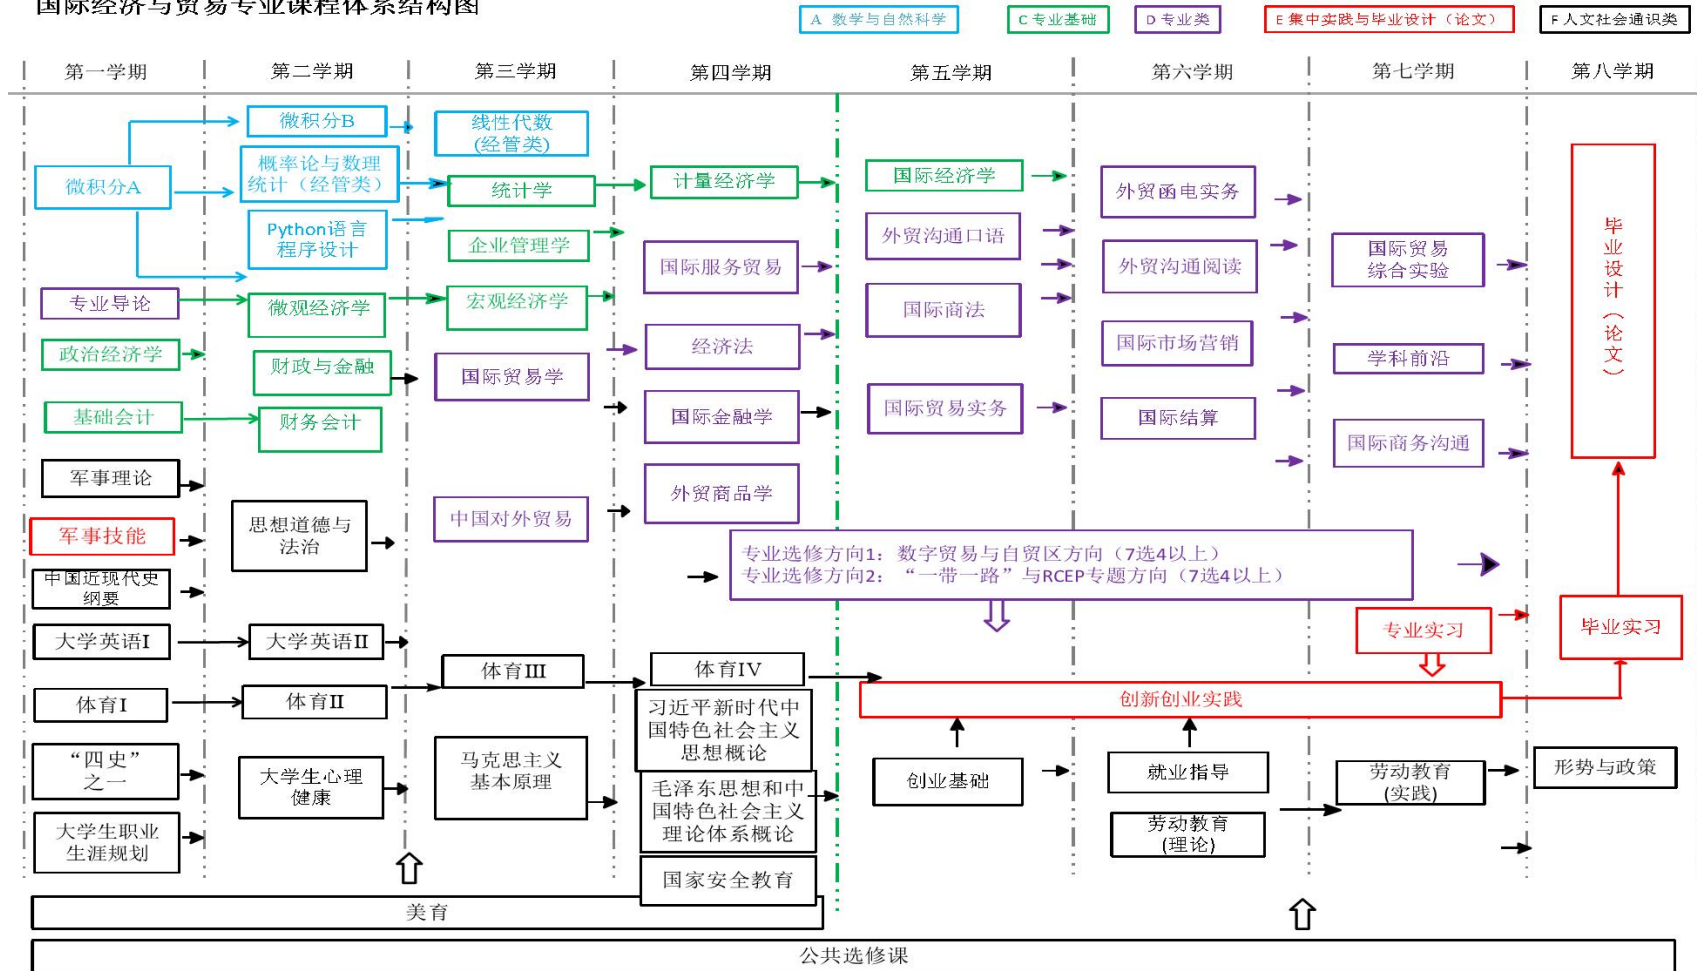 国际经济与贸易专业课程体系结构图
A 数学与自然科学
C 专业基础
D 专业类
E 集中实践与毕业设计（论文）
F 人文社会通识类
第一学期
第二学期
第三学期
第四学期
第五学期
第六学期
第七学期
第八学期
微积分A
专业导论
政治经济学
基础会计
军事理论
军事技能
中国近现代史
纲要
大学英语I
体育I
“四史”
之一
大学生职业
生涯规划
微积分B
概率论与数理
统计（经管类）
Python语言
程序设计
微观经济学
财政与金融
财务会计
思想道德与
法治
大学英语II
体育II
大学生心理
健康
线性代数
(经管类)
统计学
企业管理学
宏观经济学
国际贸易学
中国对外贸易
体育III
马克思主义
基本原理
计量经济学
国际服务贸易
经济法
国际金融学
外贸商品学
体育IV
习近平新时代中
国特色社会主义
思想概论
毛泽东思想和中
国特色社会主义
理论体系概论
国家安全教育
国际经济学
外贸沟通口语
国际商法
国际贸易实务
专业选修方向1：数字贸易与自贸区方向（7选4以上）
专业选修方向2：“一带一路”与RCEP专题方向（7选4以上）
创新创业实践
创业基础
外贸函电实务
外贸沟通阅读
国际市场营销
国际结算
就业指导
劳动教育
(理论)
国际贸易
综合实验
学科前沿
国际商务沟通
专业实习
劳动教育
(实践)
毕业设计（论文）
毕业实习
形势与政策
美育
公共选修课